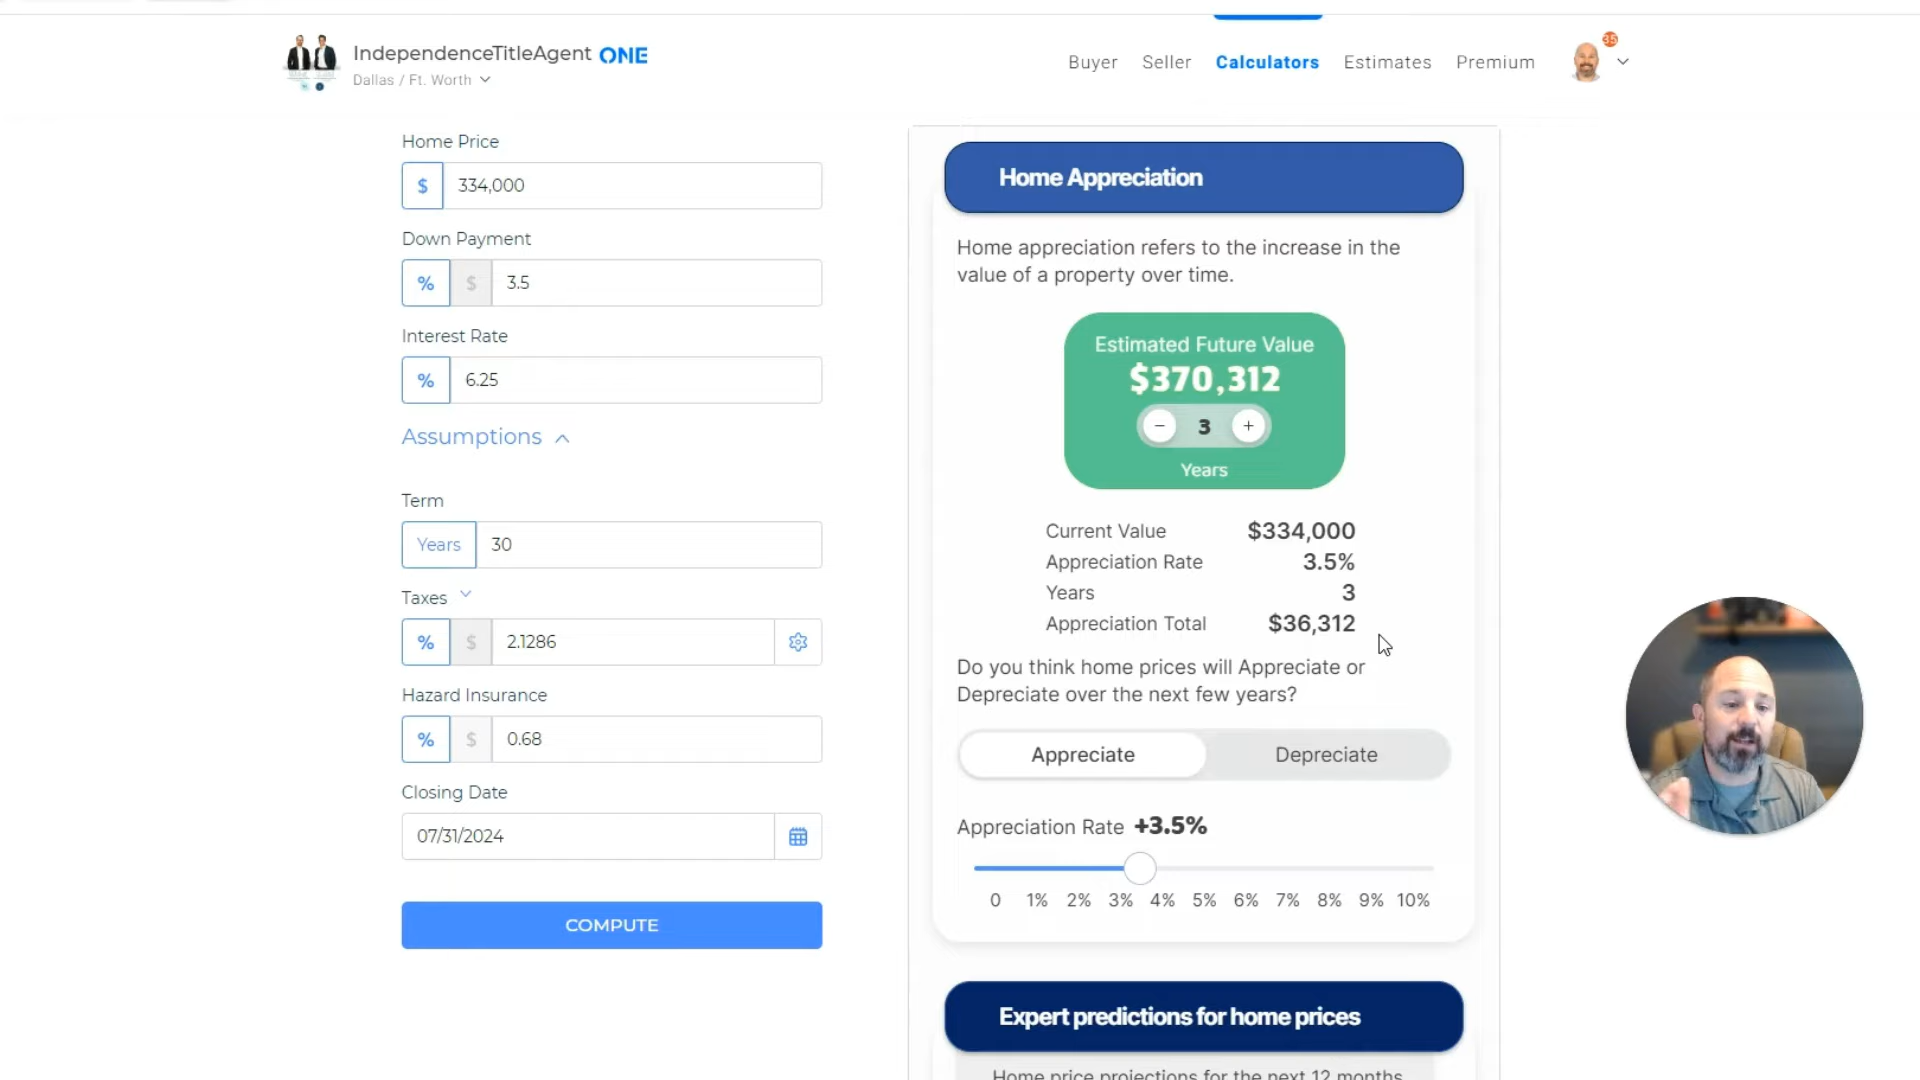 IndependenceTitleAgent ONE
Dallas / Ft. Worth
Buyer Seller Calculators Estimates Premium
35
Home Price
$ 334,000
Down Payment
% $ 3.5
Interest Rate
% 6.25
Assumptions
Term
Years 30
Taxes
% $ 2.1286
Hazard Insurance
% $ 0.68
Closing Date
07/31/2024
COMPUTE
Home Appreciation
Home appreciation refers to the increase in the
value of a property over time.
Estimated Future Value
$370,312
− 3 +
Years
Current Value $334,000
Appreciation Rate 3.5%
Years 3
Appreciation Total $36,312
Do you think home prices will Appreciate or
Depreciate over the next few years?
Appreciate Depreciate
Appreciation Rate +3.5%
0 1% 2% 3% 4% 5% 6% 7% 8% 9% 10%
Expert predictions for home prices
Home price projections for the next 12 months